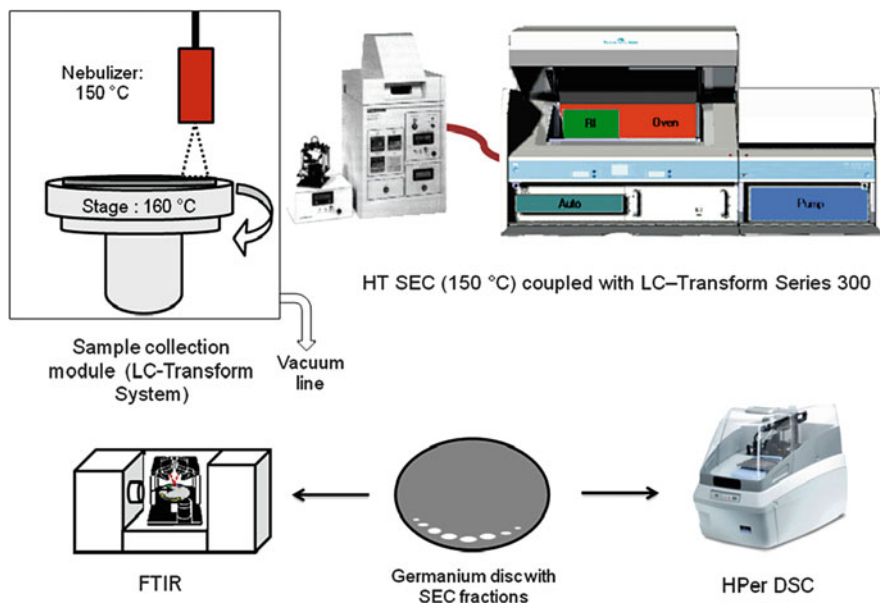 Nebulizer:
150 °C
Stage : 160 °C
Sample collection
module (LC-Transform
System)
Vacuum
line
RI
Oven
Auto
Pump
HT SEC (150 °C) coupled with LC–Transform Series 300
FTIR
Germanium disc with
SEC fractions
HPer DSC